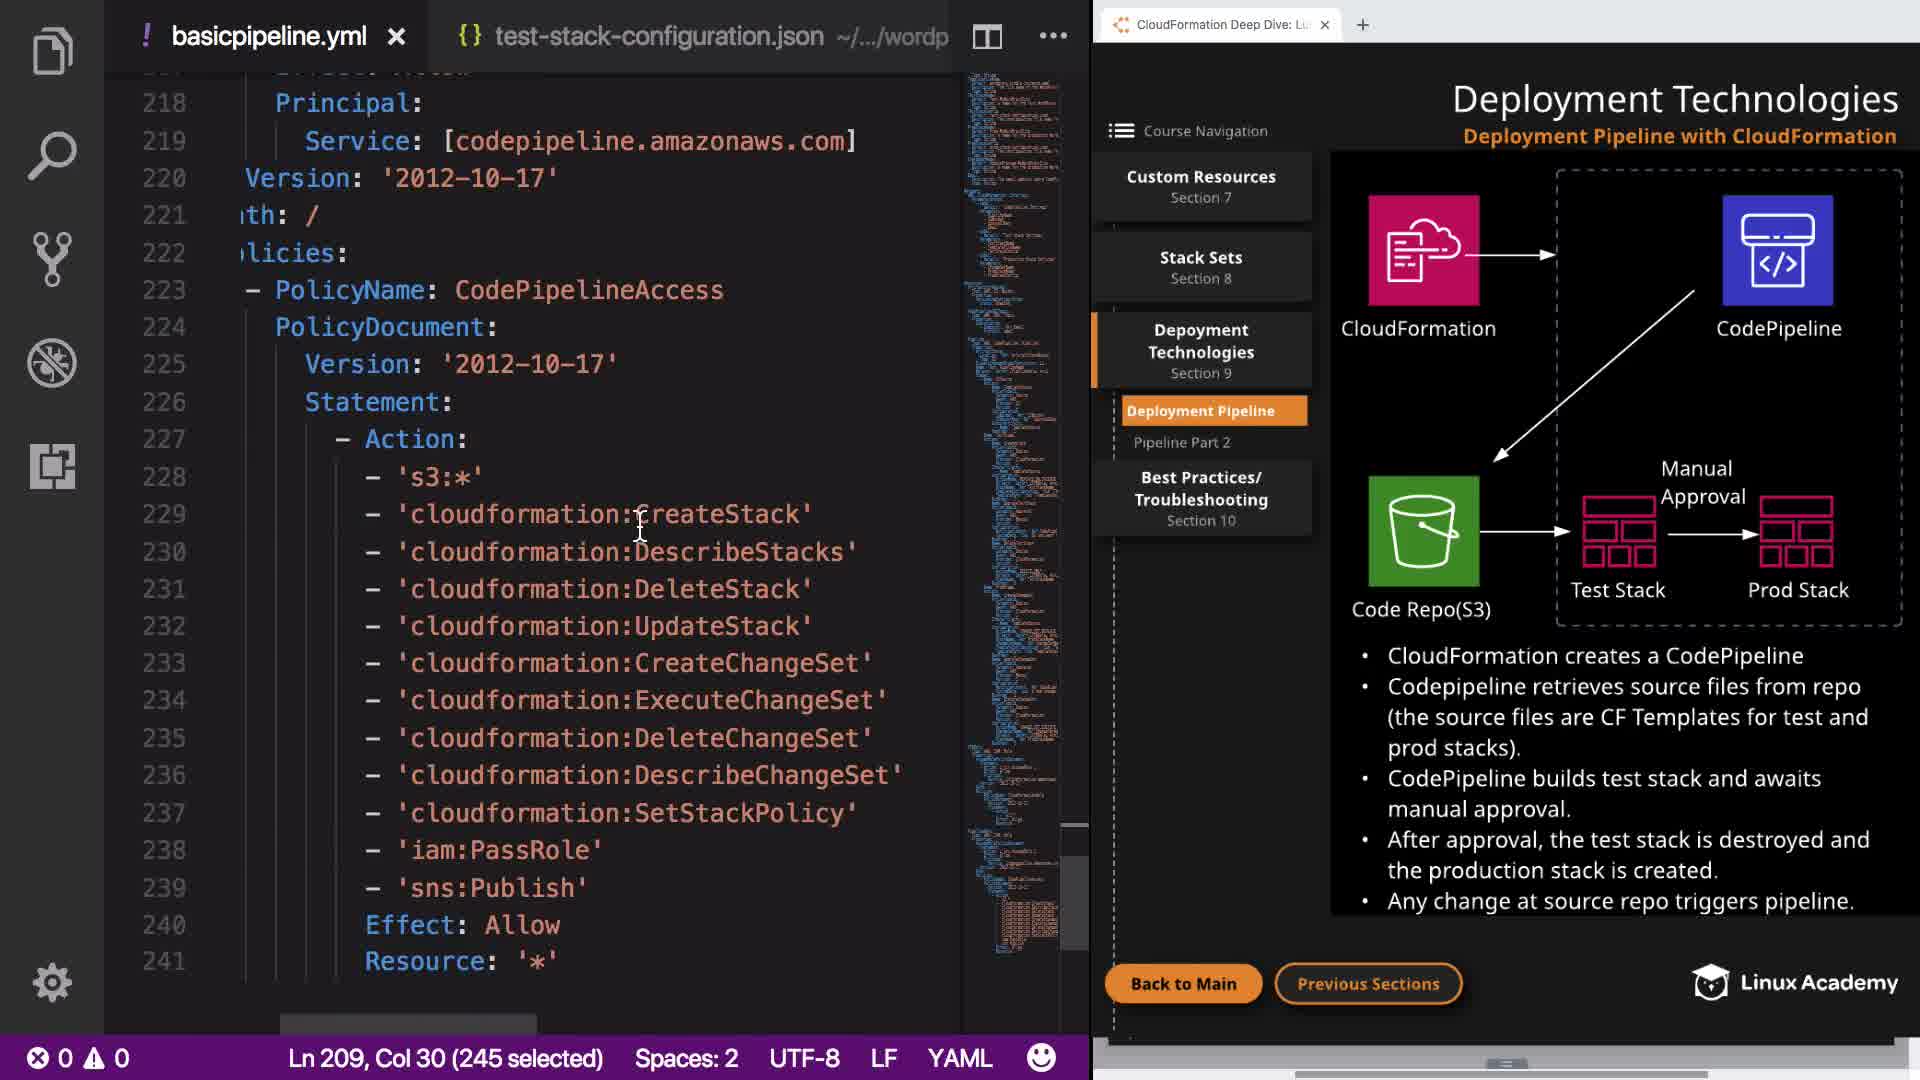 basicpipeline.yml
{} test-stack-configuration.json ~/.../wordp
218 Principal:
219 Service: [codepipeline.amazonaws.com]
220 Version: '2012-10-17'
221 th: /
222 licies:
223 - PolicyName: CodePipelineAccess
224 PolicyDocument:
225 Version: '2012-10-17'
226 Statement:
227 - Action:
228 - 's3:*'
229 - 'cloudformation:CreateStack'
230 - 'cloudformation:DescribeStacks'
231 - 'cloudformation:DeleteStack'
232 - 'cloudformation:UpdateStack'
233 - 'cloudformation:CreateChangeSet'
234 - 'cloudformation:ExecuteChangeSet'
235 - 'cloudformation:DeleteChangeSet'
236 - 'cloudformation:DescribeChangeSet'
237 - 'cloudformation:SetStackPolicy'
238 - 'iam:PassRole'
239 - 'sns:Publish'
240 Effect: Allow
241 Resource: '*'
0 0 Ln 209, Col 30 (245 selected) Spaces: 2 UTF-8 LF YAML
CloudFormation Deep Dive: Lu
Deployment Technologies
Deployment Pipeline with CloudFormation
Course Navigation
Custom Resources
Section 7
Stack Sets
Section 8
Depoyment
Technologies
Section 9
Deployment Pipeline
Pipeline Part 2
Best Practices/
Troubleshooting
Section 10
CloudFormation
CodePipeline
Manual
Approval
Code Repo(S3)
Test Stack
Prod Stack
• CloudFormation creates a CodePipeline
• Codepipeline retrieves source files from repo
(the source files are CF Templates for test and
prod stacks).
• CodePipeline builds test stack and awaits
manual approval.
• After approval, the test stack is destroyed and
the production stack is created.
• Any change at source repo triggers pipeline.
Back to Main
Previous Sections
Linux Academy